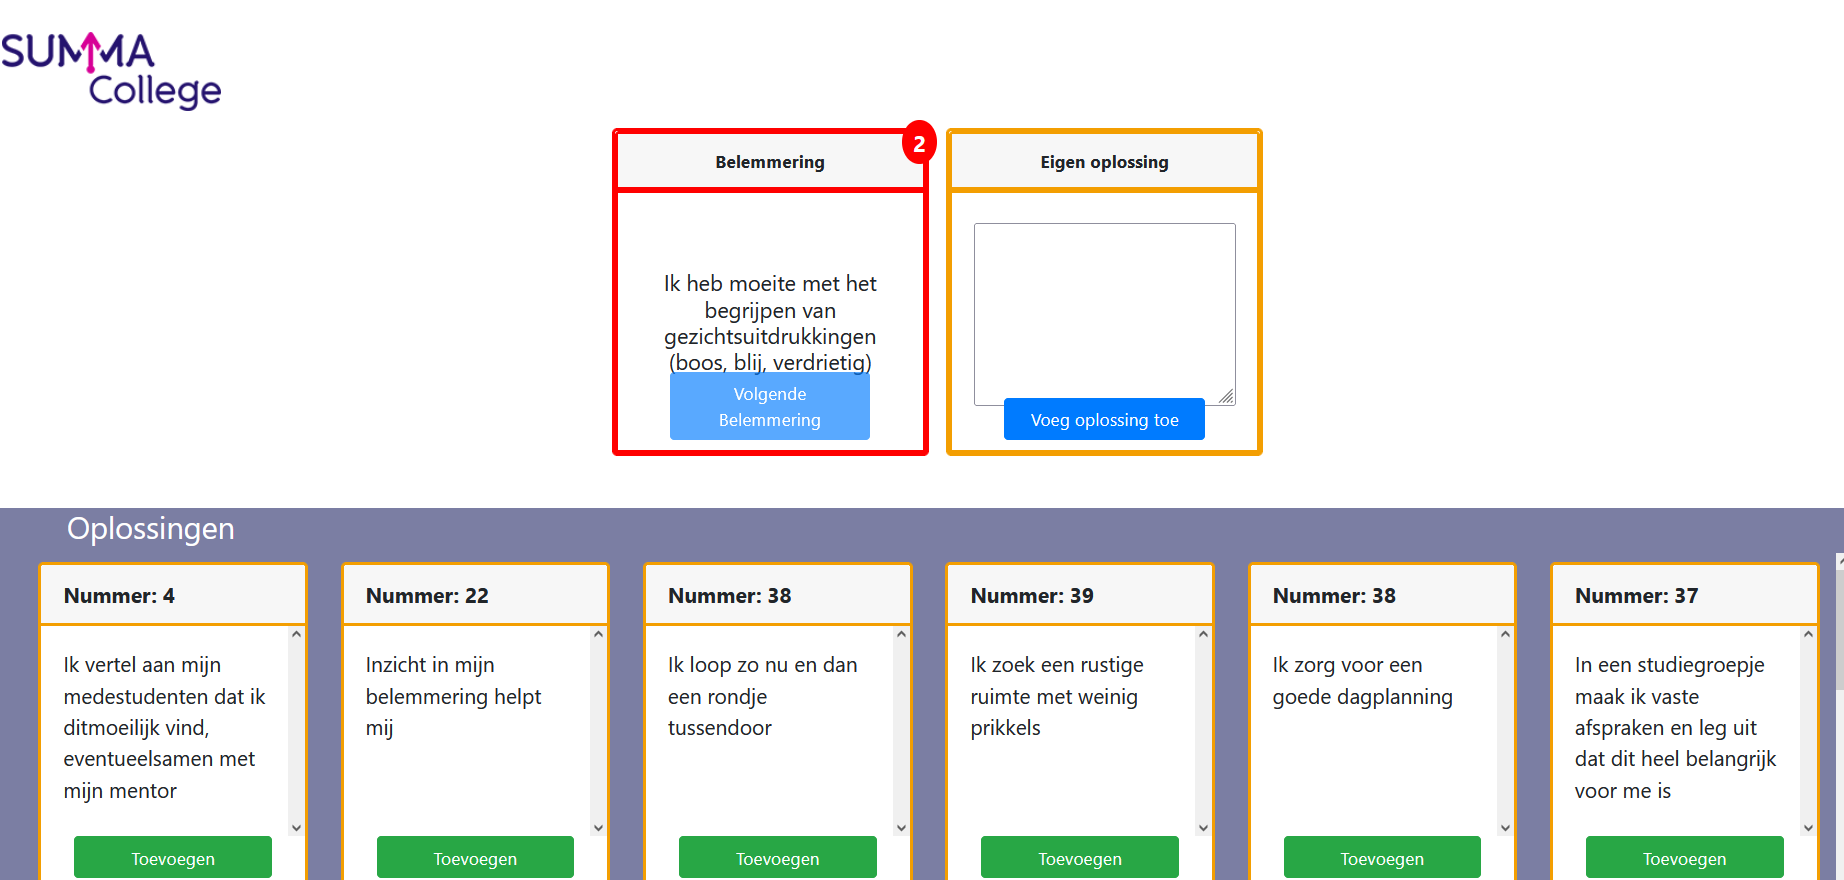 SUMMA
College
Belemmering
2
Ik heb moeite met het
begrijpen van
gezichtsuitdrukkingen
(boos, blij, verdrietig)
Volgende
Belemmering
Eigen oplossing
Voeg oplossing toe
Oplossingen
Nummer: 4
Ik vertel aan mijn
medestudenten dat ik
ditmoeilijk vind,
eventueelsamen met
mijn mentor
Toevoegen
Nummer: 22
Inzicht in mijn
belemmering helpt
mij
Toevoegen
Nummer: 38
Ik loop zo nu en dan
een rondje
tussendoor
Toevoegen
Nummer: 39
Ik zoek een rustige
ruimte met weinig
prikkels
Toevoegen
Nummer: 38
Ik zorg voor een
goede dagplanning
Toevoegen
Nummer: 37
In een studiegroepje
maak ik vaste
afspraken en leg uit
dat dit heel belangrijk
voor me is
Toevoegen